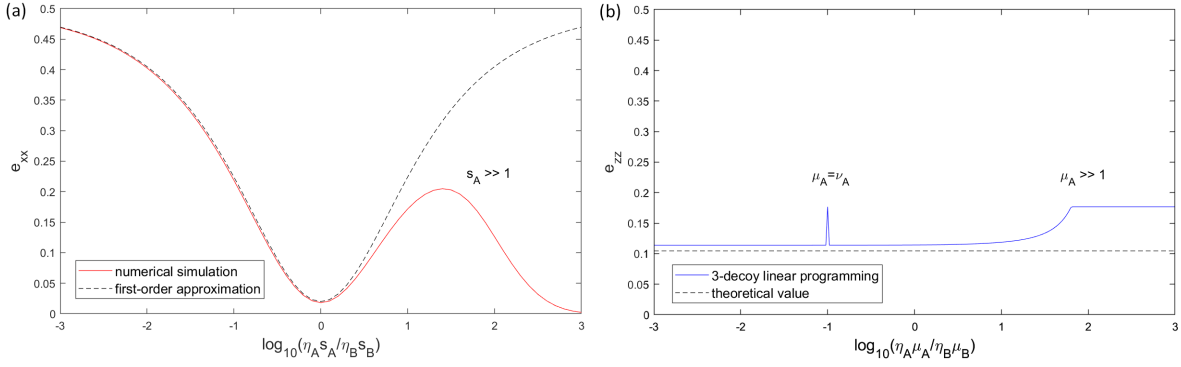 (a)
0.5
0.45
0.4
0.35
0.3
0.25
0.2
0.15
0.1
0.05
0
e_xx
s_A >> 1
numerical simulation
first-order approximation
-3 -2 -1 0 1 2 3
log_10(η_A s_A/η_B s_B)
(b)
0.5
0.45
0.4
0.35
0.3
0.25
0.2
0.15
0.1
0.05
0
e_zz
μ_A=ν_A
μ_A >> 1
3-decoy linear programming
theoretical value
-3 -2 -1 0 1 2 3
log_10(η_A μ_A/η_B μ_B)